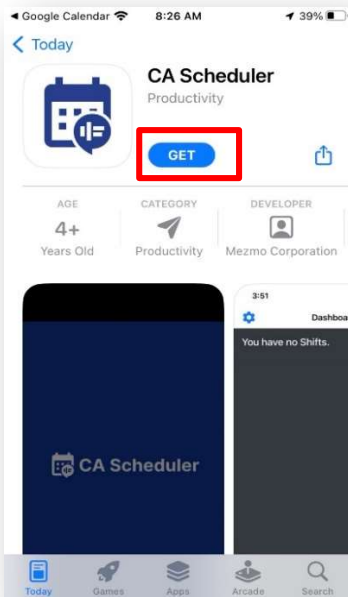 ◀ Google Calendar 8:26 AM 39%
Today
CA Scheduler
Productivity
GET
AGE CATEGORY DEVELOPER
4+
Years Old Productivity Mezmo Corporation
3:51
Dashboa
You have no Shifts.
CA Scheduler
Today Games Apps Arcade Search